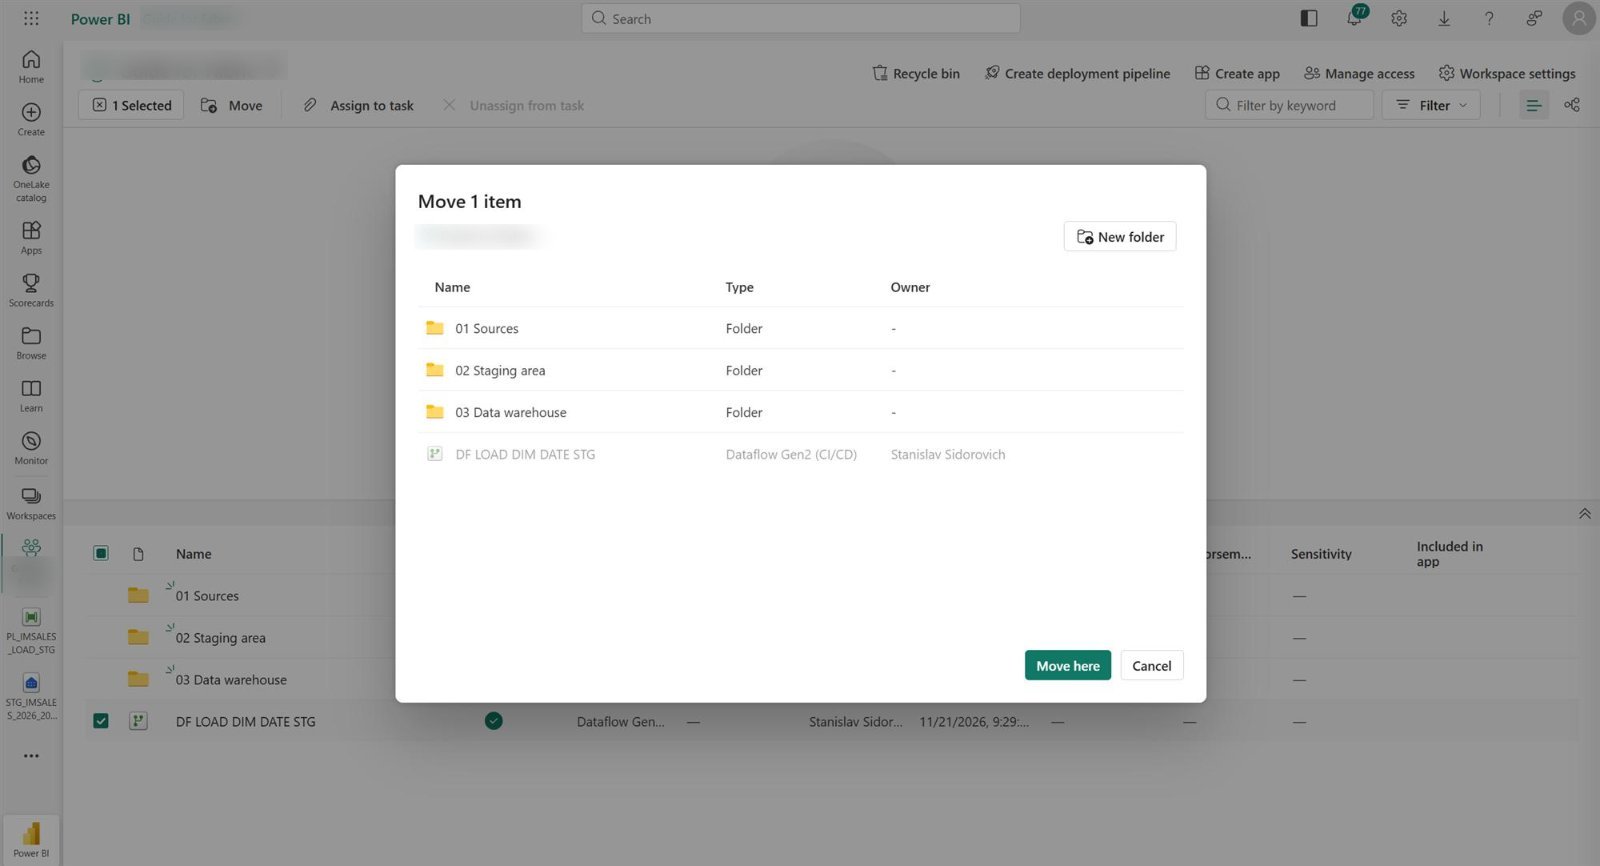 Power BI
Search
77
Home
Create
OneLake
catalog
Apps
Scorecards
Browse
Learn
Monitor
Workspaces
PL_IMSALES
_LOAD_STG
STG_IMSALE
S_2026_20...
Power BI
Recycle bin
Create deployment pipeline
Create app
Manage access
Workspace settings
1 Selected
Move
Assign to task
Unassign from task
Filter by keyword
Filter
Move 1 item
New folder
Name Type Owner
01 Sources Folder -
02 Staging area Folder -
03 Data warehouse Folder -
DF LOAD DIM DATE STG Dataflow Gen2 (CI/CD) Stanislav Sidorovich
Move here
Cancel
Name orsem... Sensitivity Included in
app
01 Sources —
02 Staging area —
03 Data warehouse —
DF LOAD DIM DATE STG Dataflow Gen... — Stanislav Sidor... 11/21/2026, 9:29:... — — —